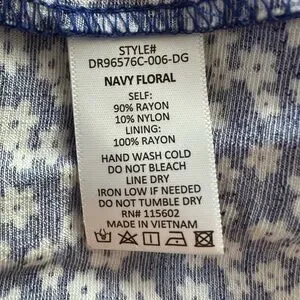 STYLE#
DR96576C-006-DG
NAVY FLORAL
SELF:
90% RAYON
10% NYLON
LINING:
100% RAYON
HAND WASH COLD
DO NOT BLEACH
LINE DRY
IRON LOW IF NEEDED
DO NOT TUMBLE DRY
RN# 115602
MADE IN VIETNAM